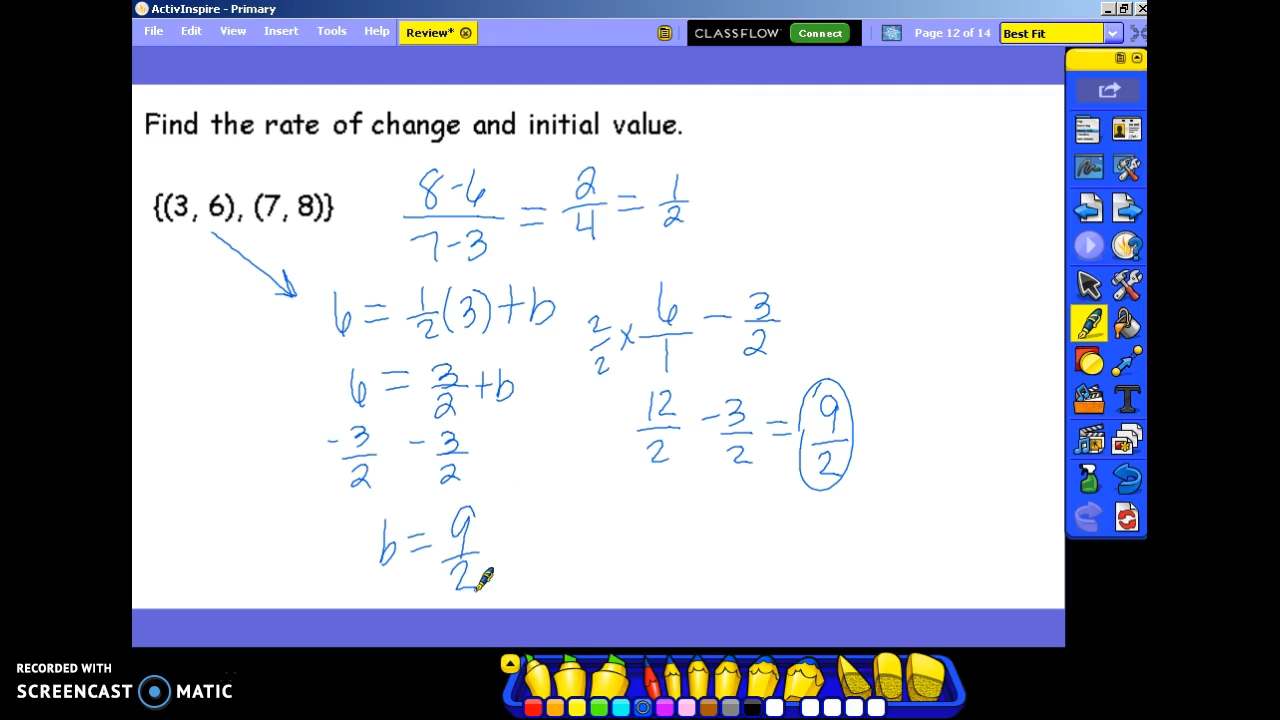 ActivInspire - Primary
File Edit View Insert Tools Help Review* CLASSFLOW Connect Page 12 of 14 Best Fit
Find the rate of change and initial value.
{(3, 6), (7, 8)}
8-6/7-3 = 2/4 = 1/2
6 = 1/2(3) + b
2/2 × 6/1 - 3/2
6 = 3/2 + b
-3/2 -3/2
12/2 - 3/2 = 9/2
b = 9/2
RECORDED WITH
SCREENCAST MATIC